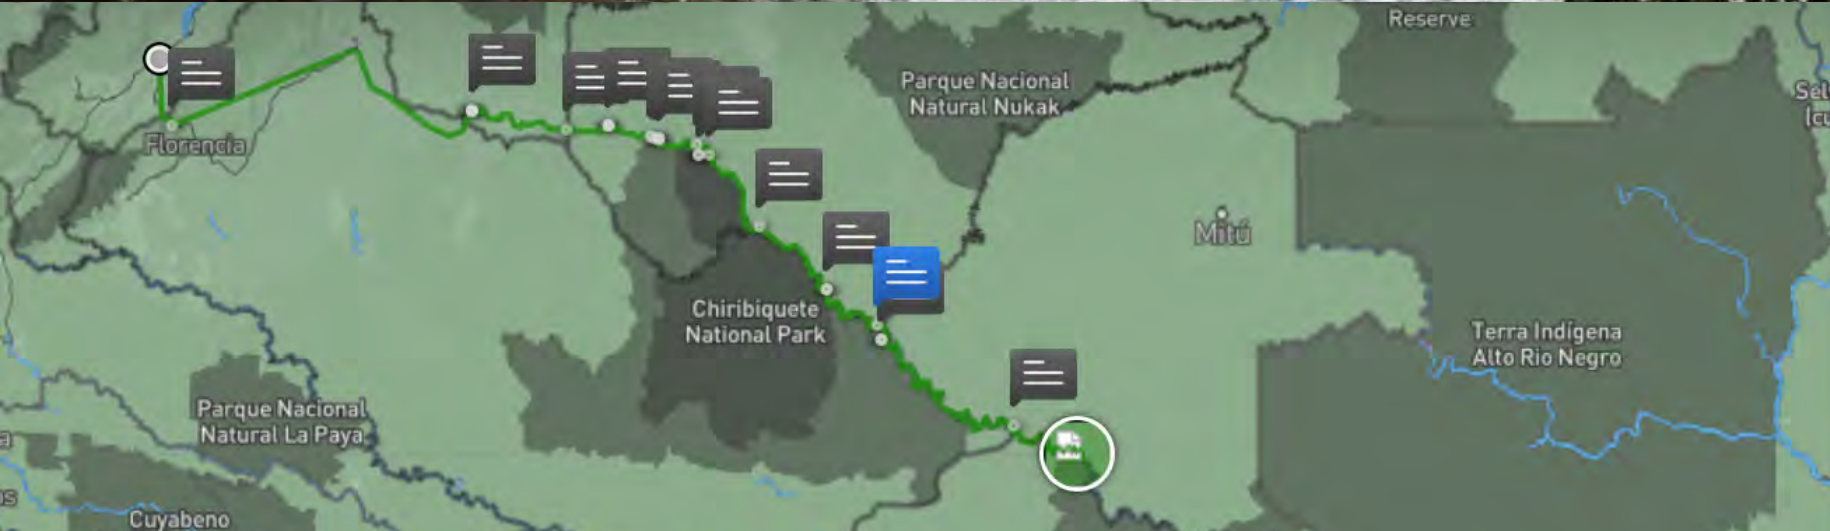 Reserve
Parque Nacional
Natural Nukak
Florencia
Mitú
Chiribiquete
National Park
Terra Indígena
Alto Rio Negro
Parque Nacional
Natural La Paya
Cuyabeno